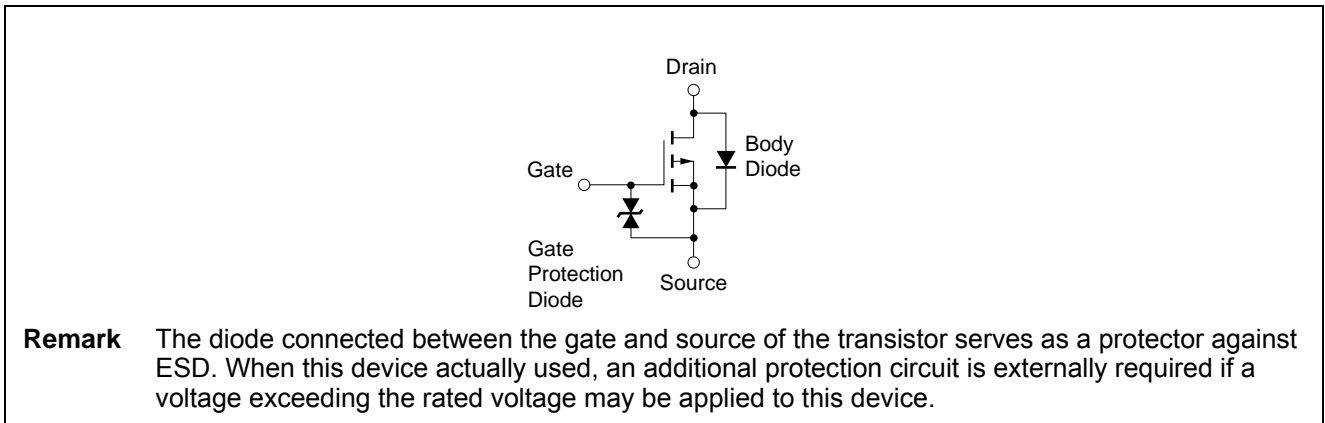 Drain
Body
Diode
Gate
Gate
Protection
Diode
Source
Remark The diode connected between the gate and source of the transistor serves as a protector against
ESD. When this device actually used, an additional protection circuit is externally required if a
voltage exceeding the rated voltage may be applied to this device.